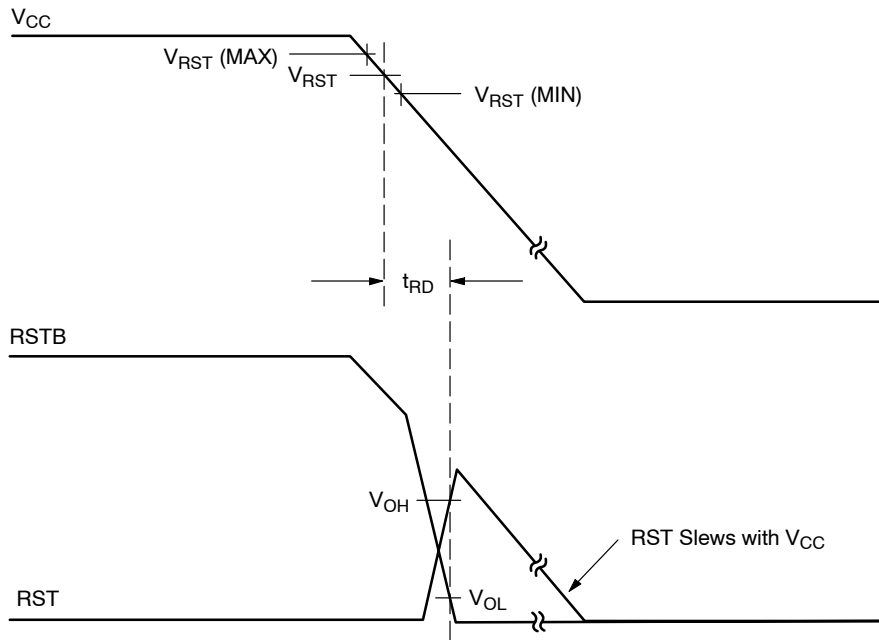 VCC
VRST (MAX)
VRST
VRST (MIN)
tRD
RSTB
VOH
RST Slews with VCC
RST
VOL